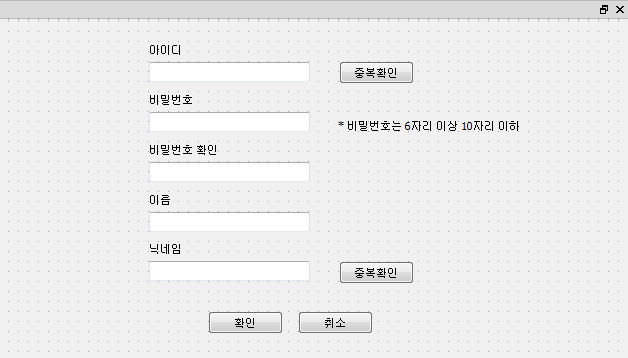 아이디
중복확인
비밀번호
* 비밀번호는 6자리 이상 10자리 이하
비밀번호 확인
이름
닉네임
중복확인
확인 취소